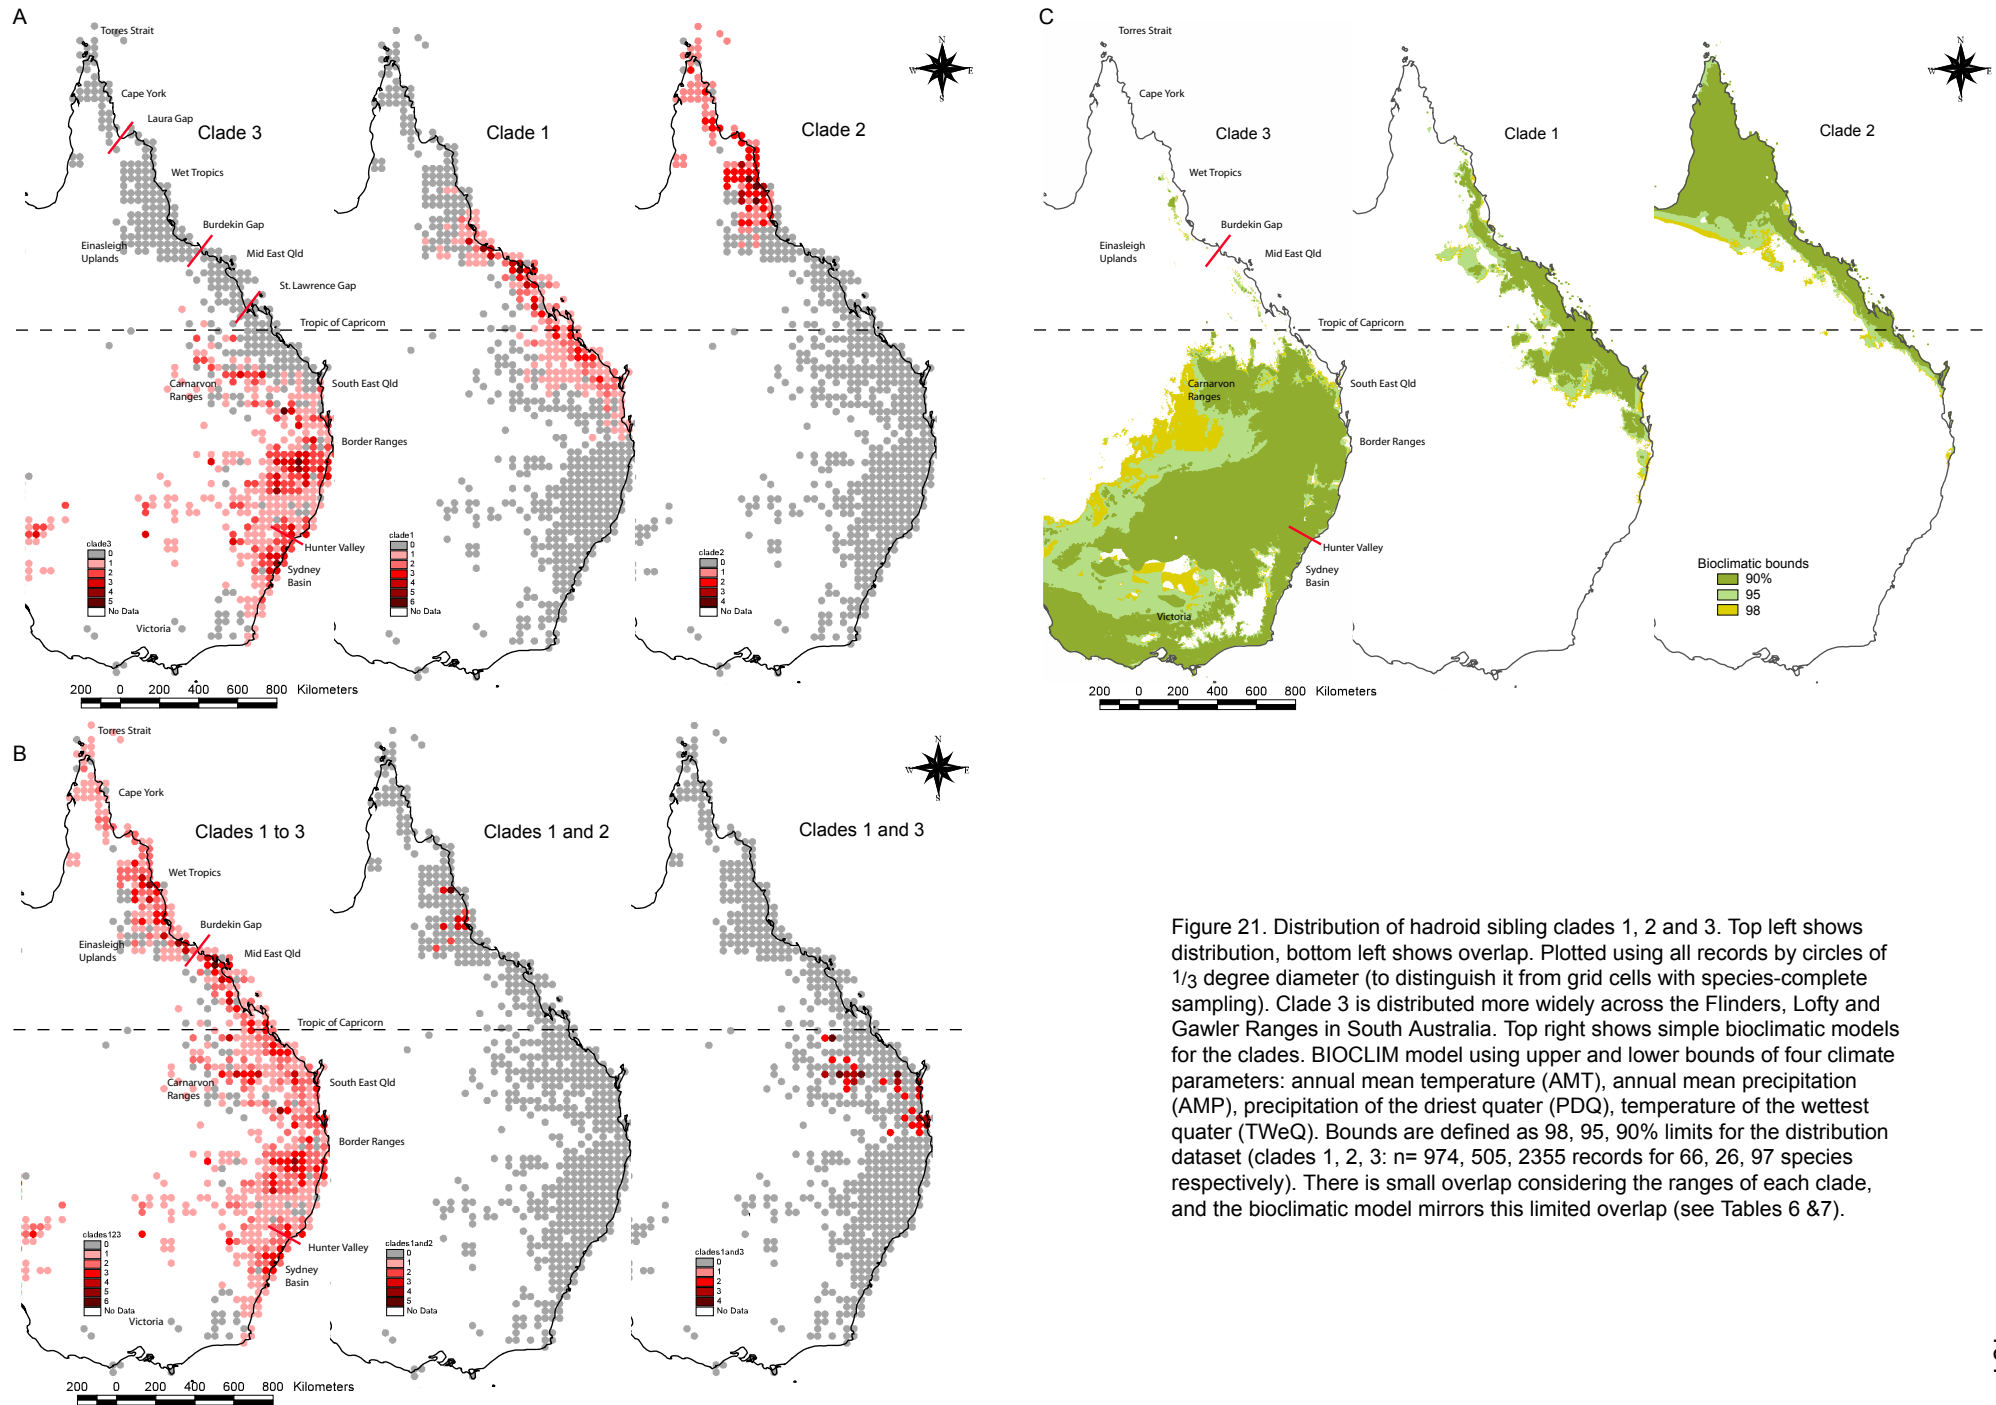 A
Torres Strait
Cape York
Laura Gap
Clade 3
Clade 1
Clade 2
Wet Tropics
Burdekin Gap
Einasleigh
Uplands
Mid East Qld
St. Lawrence Gap
Tropic of Capricorn
Carnarvon
Ranges
South East Qld
Border Ranges
Hunter Valley
Sydney
Basin
Victoria
clade3
0
1
2
3
4
5
No Data
clade1
0
1
2
3
4
5
6
No Data
clade2
0
1
2
3
4
No Data
N
W
E
S
200 0 200 400 600 800 Kilometers
B
Torres Strait
Cape York
Clades 1 to 3
Clades 1 and 2
Clades 1 and 3
Wet Tropics
Burdekin Gap
Einasleigh
Uplands
Mid East Qld
Tropic of Capricorn
Carnarvon
Ranges
South East Qld
Border Ranges
Hunter Valley
Sydney
Basin
Victoria
clades123
0
1
2
3
4
5
6
No Data
clades1and2
0
1
2
3
4
5
No Data
clades1and3
0
1
2
3
4
No Data
N
W
E
S
200 0 200 400 600 800 Kilometers
C
Torres Strait
Cape York
Clade 3
Clade 1
Clade 2
Wet Tropics
Burdekin Gap
Einasleigh
Uplands
Mid East Qld
Tropic of Capricorn
Carnarvon
Ranges
South East Qld
Border Ranges
Hunter Valley
Sydney
Basin
Victoria
Bioclimatic bounds
90%
95
98
N
W
E
S
200 0 200 400 600 800 Kilometers
Figure 21. Distribution of hadroid sibling clades 1, 2 and 3. Top left shows
distribution, bottom left shows overlap. Plotted using all records by circles of
1/3 degree diameter (to distinguish it from grid cells with species-complete
sampling). Clade 3 is distributed more widely across the Flinders, Lofty and
Gawler Ranges in South Australia. Top right shows simple bioclimatic models
for the clades. BIOCLIM model using upper and lower bounds of four climate
parameters: annual mean temperature (AMT), annual mean precipitation
(AMP), precipitation of the driest quater (PDQ), temperature of the wettest
quater (TWeQ). Bounds are defined as 98, 95, 90% limits for the distribution
dataset (clades 1, 2, 3: n= 974, 505, 2355 records for 66, 26, 97 species
respectively). There is small overlap considering the ranges of each clade,
and the bioclimatic model mirrors this limited overlap (see Tables 6 &7).